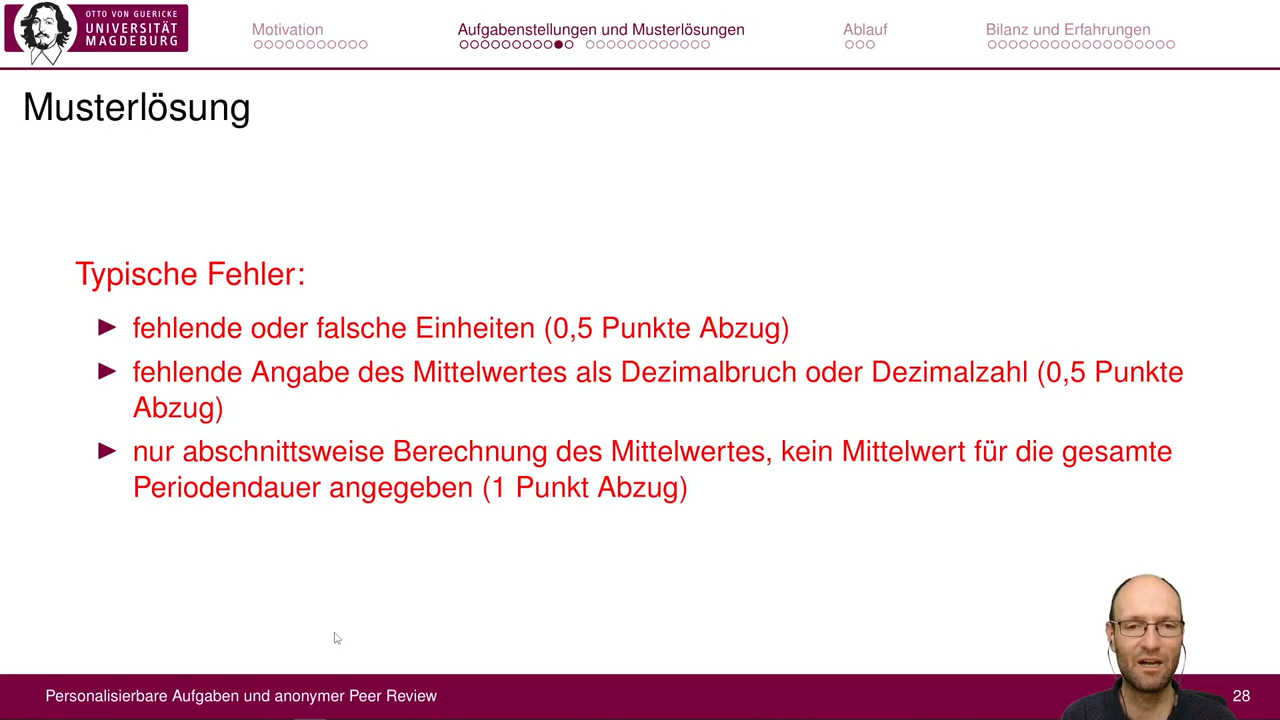 OTTO VON GUERICKE
UNIVERSITÄT
MAGDEBURG
Motivation
Aufgabenstellungen und Musterlösungen
Ablauf
Bilanz und Erfahrungen
Musterlösung
Typische Fehler:
fehlende oder falsche Einheiten (0,5 Punkte Abzug)
fehlende Angabe des Mittelwertes als Dezimalbruch oder Dezimalzahl (0,5 Punkte
Abzug)
nur abschnittsweise Berechnung des Mittelwertes, kein Mittelwert für die gesamte
Periodendauer angegeben (1 Punkt Abzug)
Personalisierbare Aufgaben und anonymer Peer Review
28